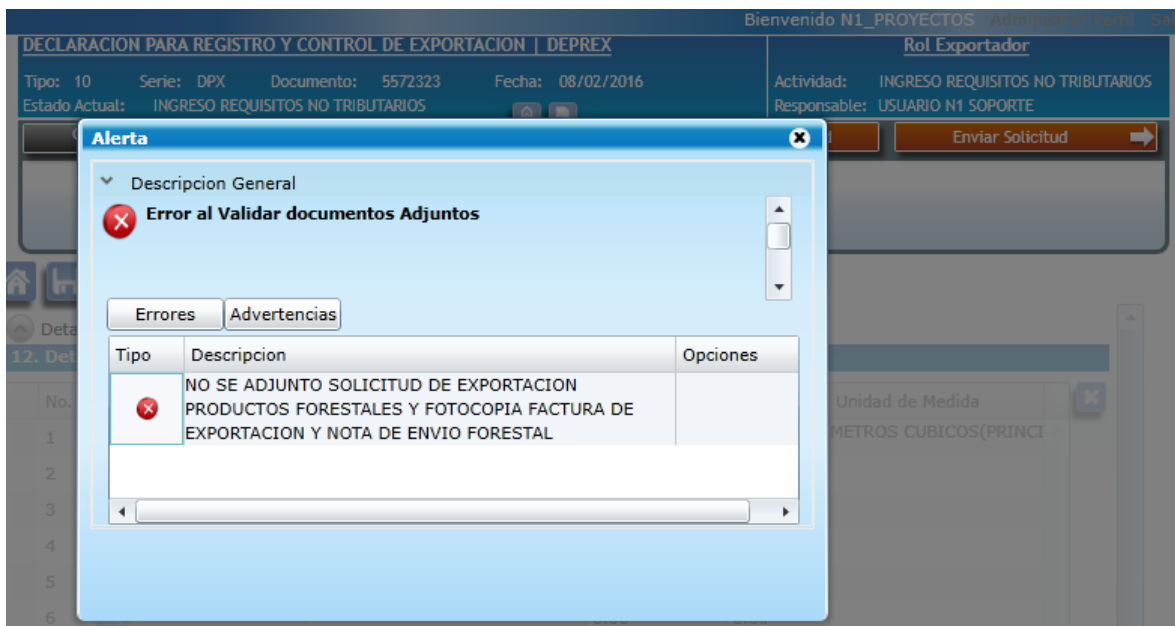 Bienvenido N1_PROYECTOS Administrar Perfil
DECLARACION PARA REGISTRO Y CONTROL DE EXPORTACION | DEPREX
Rol Exportador
Tipo: 10 Serie: DPX Documento: 5572323 Fecha: 08/02/2016
Actividad: INGRESO REQUISITOS NO TRIBUTARIOS
Estado Actual: INGRESO REQUISITOS NO TRIBUTARIOS
Responsable: USUARIO N1 SOPORTE
Enviar Solicitud
Alerta
Descripcion General
Error al Validar documentos Adjuntos
Errores Advertencias
Tipo Descripcion Opciones
NO SE ADJUNTO SOLICITUD DE EXPORTACION
PRODUCTOS FORESTALES Y FOTOCOPIA FACTURA DE
EXPORTACION Y NOTA DE ENVIO FORESTAL
12.
No. Unidad de Medida
1 METROS CUBICOS(PRINCI
2
3
4
5
6